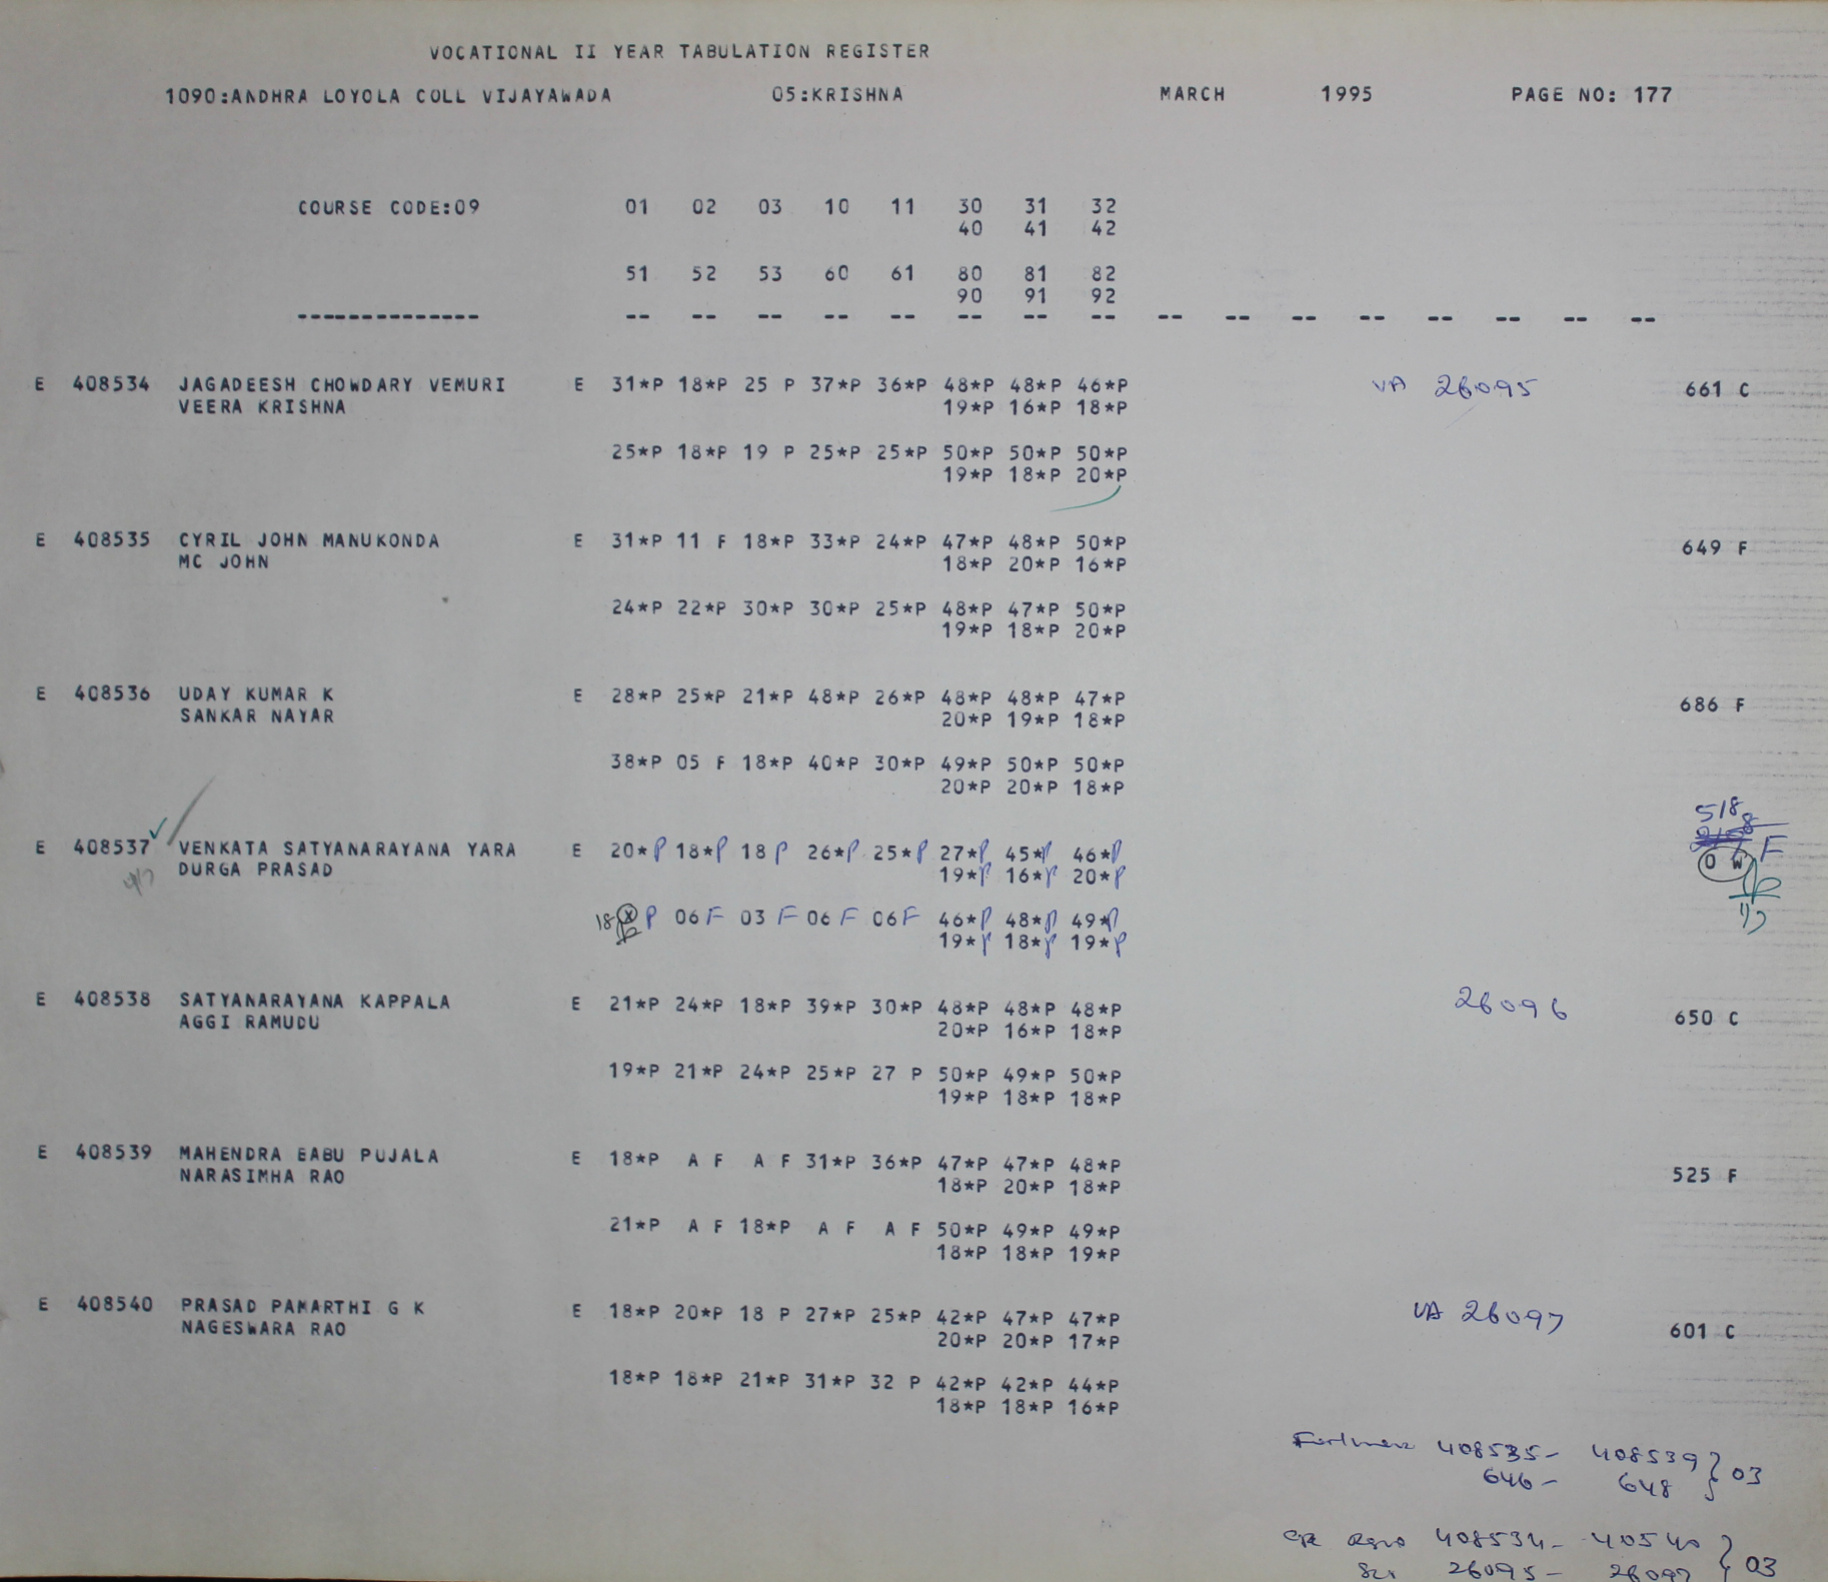 VOCATIONAL II YEAR TABULATION REGISTER
1090:ANDHRA LOYOLA COLL VIJAYAWADA 05:KRISHNA MARCH 1995 PAGE NO: 177
COURSE CODE:09 01 02 03 10 11 30 31 32
40 41 42
51 52 53 60 61 80 81 82
90 91 92
-------------- -- -- -- -- -- -- -- -- -- -- -- -- -- -- -- --
E 408534 JAGADEESH CHOWDARY VEMURI E 31*P 18*P 25 P 37*P 36*P 48*P 48*P 46*P VA 26095 661 C
VEERA KRISHNA 19*P 16*P 18*P
25*P 18*P 19 P 25*P 25*P 50*P 50*P 50*P
19*P 18*P 20*P
E 408535 CYRIL JOHN MANUKONDA E 31*P 11 F 18*P 33*P 24*P 47*P 48*P 50*P 649 F
MC JOHN 18*P 20*P 16*P
24*P 22*P 30*P 30*P 25*P 48*P 47*P 50*P
19*P 18*P 20*P
E 408536 UDAY KUMAR K E 28*P 25*P 21*P 48*P 26*P 48*P 48*P 47*P 686 F
SANKAR NAYAR 20*P 19*P 18*P
38*P 05 F 18*P 40*P 30*P 49*P 50*P 50*P
20*P 20*P 18*P
518
E 408537 VENKATA SATYANARAYANA YARA E 20*P 18*P 18 P 26*P 25*P 27*P 45*P 46*P F
DURGA PRASAD 19*P 16*P 20*P O W
18 P 06 F 03 F 06 F 06 F 46*P 48*P 49*P
19*P 18*P 19*P
E 408538 SATYANARAYANA KAPPALA E 21*P 24*P 18*P 39*P 30*P 48*P 48*P 48*P 26096 650 C
AGGI RAMUDU 20*P 16*P 18*P
19*P 21*P 24*P 25*P 27 P 50*P 49*P 50*P
19*P 18*P 18*P
E 408539 MAHENDRA BABU PUJALA E 18*P A F A F 31*P 36*P 47*P 47*P 48*P 525 F
NARASIMHA RAO 18*P 20*P 18*P
21*P A F 18*P A F A F 50*P 49*P 49*P
18*P 18*P 19*P
E 408540 PRASAD PAMARTHI G K E 18*P 20*P 18 P 27*P 25*P 42*P 47*P 47*P VA 26097 601 C
NAGESWARA RAO 20*P 20*P 17*P
18*P 18*P 21*P 31*P 32 P 42*P 42*P 44*P
18*P 18*P 16*P
408535- 408539 } 03
646- 648
408534- 40540 } 03
26095- 26097